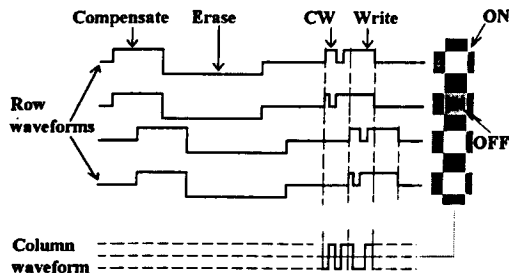 Compensate Erase CW Write ON
Row
waveforms
OFF
Column
waveform